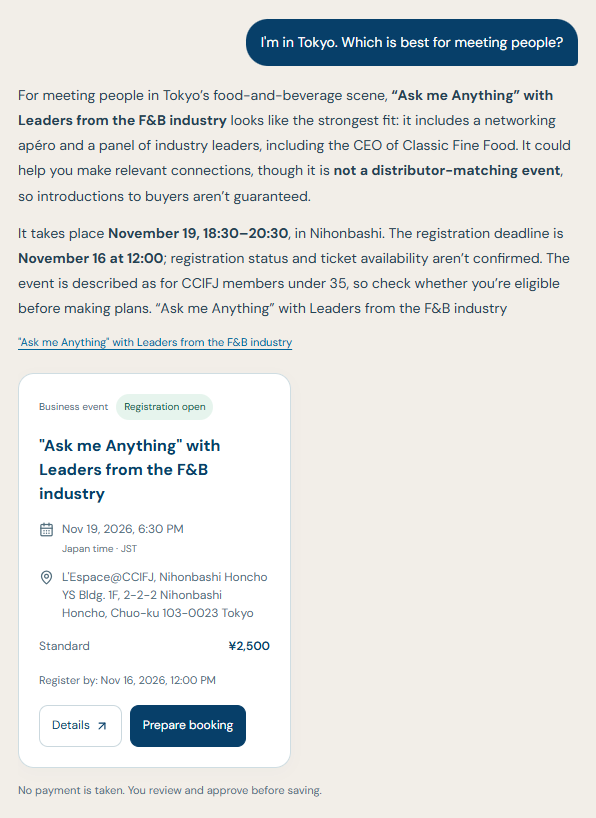 I'm in Tokyo. Which is best for meeting people?
For meeting people in Tokyo's food-and-beverage scene, “Ask me Anything” with
Leaders from the F&B industry looks like the strongest fit: it includes a networking
apéro and a panel of industry leaders, including the CEO of Classic Fine Food. It could
help you make relevant connections, though it is not a distributor-matching event,
so introductions to buyers aren't guaranteed.
It takes place November 19, 18:30–20:30, in Nihonbashi. The registration deadline is
November 16 at 12:00; registration status and ticket availability aren't confirmed. The
event is described as for CCIFJ members under 35, so check whether you're eligible
before making plans. “Ask me Anything” with Leaders from the F&B industry
"Ask me Anything" with Leaders from the F&B industry
Business event Registration open
"Ask me Anything" with
Leaders from the F&B
industry
Nov 19, 2026, 6:30 PM
Japan time · JST
L'Espace@CCIFJ, Nihonbashi Honcho
YS Bldg. 1F, 2-2-2 Nihonbashi
Honcho, Chuo-ku 103-0023 Tokyo
Standard ¥2,500
Register by: Nov 16, 2026, 12:00 PM
Details Prepare booking
No payment is taken. You review and approve before saving.